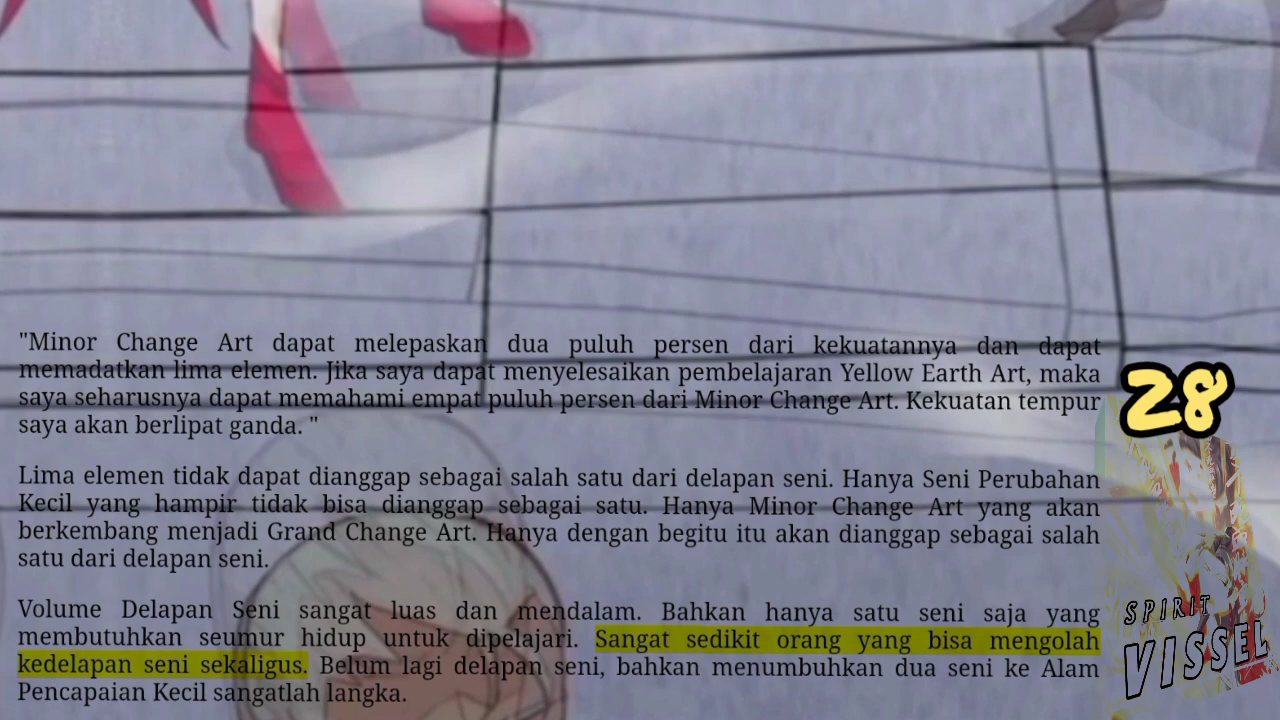 "Minor Change Art dapat melepaskan dua puluh persen dari kekuatannya dan dapat
memadatkan lima elemen. Jika saya dapat menyelesaikan pembelajaran Yellow Earth Art, maka
saya seharusnya dapat memahami empat puluh persen dari Minor Change Art. Kekuatan tempur
saya akan berlipat ganda. "
Lima elemen tidak dapat dianggap sebagai salah satu dari delapan seni. Hanya Seni Perubahan
Kecil yang hampir tidak bisa dianggap sebagai satu. Hanya Minor Change Art yang akan
berkembang menjadi Grand Change Art. Hanya dengan begitu itu akan dianggap sebagai salah
satu dari delapan seni.
Volume Delapan Seni sangat luas dan mendalam. Bahkan hanya satu seni saja yang
membutuhkan seumur hidup untuk dipelajari. Sangat sedikit orang yang bisa mengolah
kedelapan seni sekaligus. Belum lagi delapan seni, bahkan menumbuhkan dua seni ke Alam
Pencapaian Kecil sangatlah langka.
28
SPIRIT
VISSEL